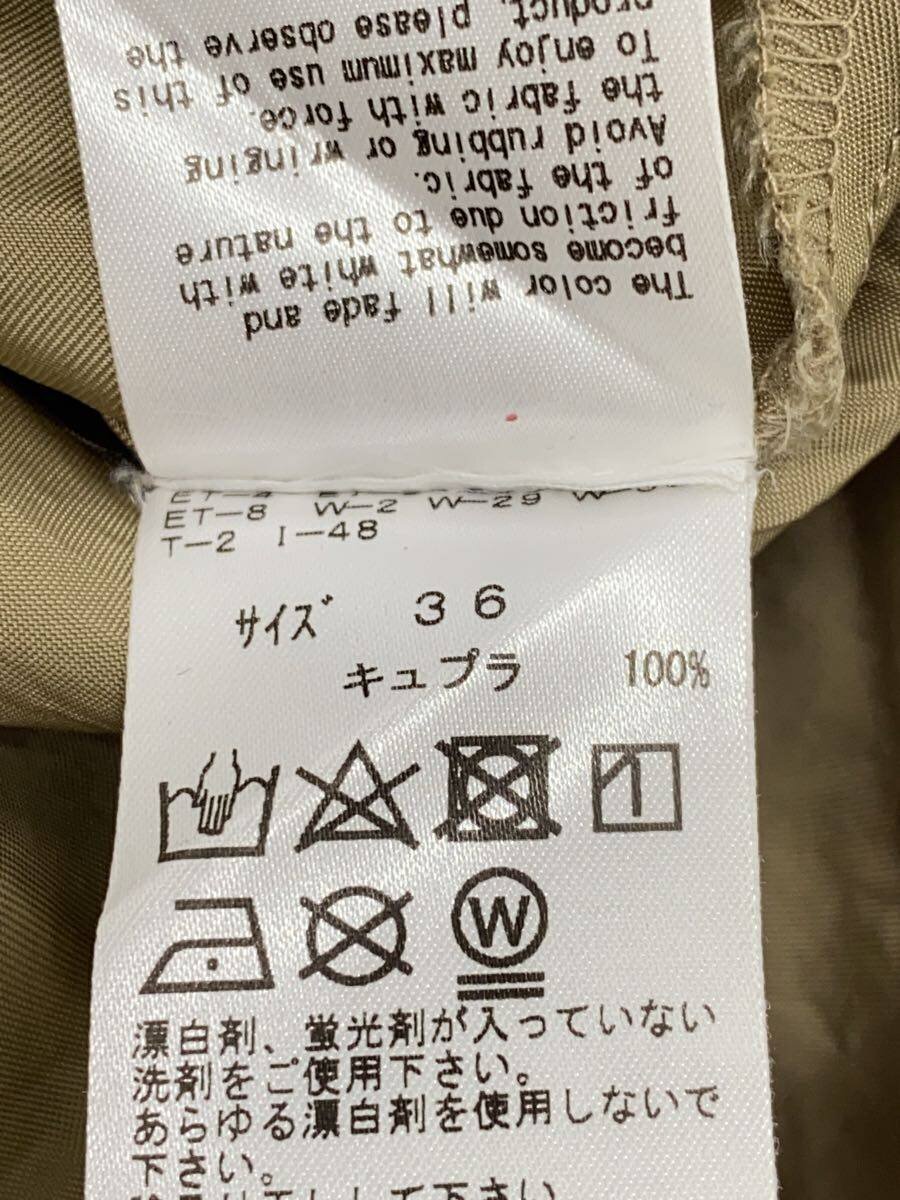 The color will fade and
become somewhat white with
friction due to the nature
of the fabric.
Avoid rubbing or wringing
the fabric with force.
To enjoy maximum use of this
product, please observe the
ET-8 W-2 W-29
T-2 I-48
サイズ 36
キュプラ 100%
W
漂白剤、蛍光剤が入っていない
洗剤をご使用下さい。
あらゆる漂白剤を使用しないで
下さい。